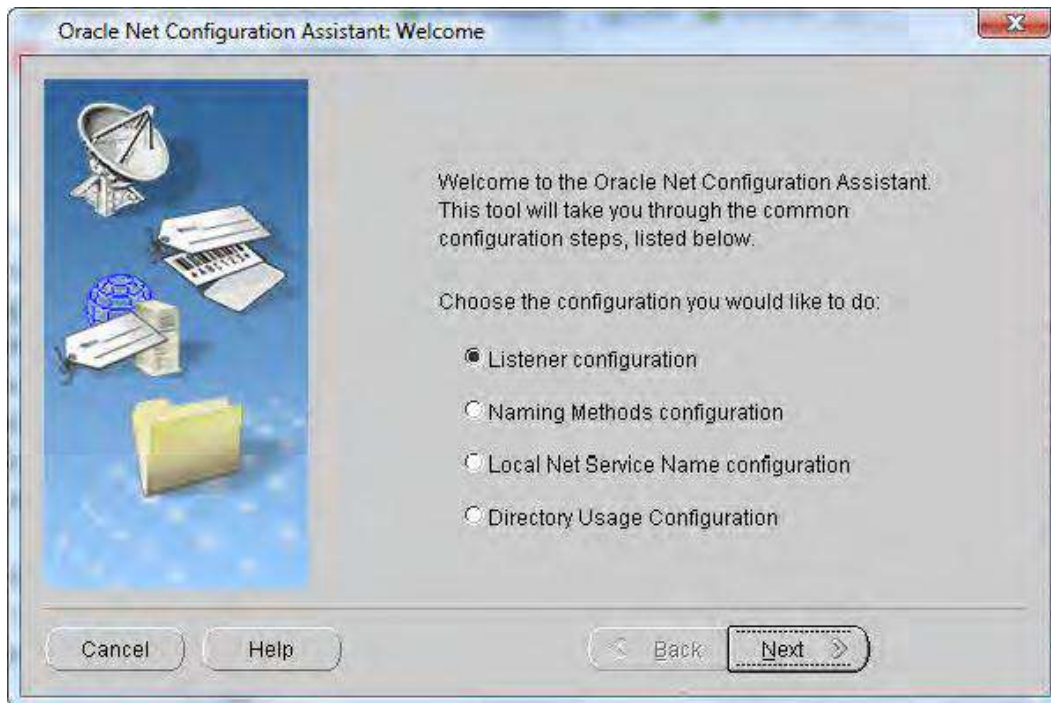 Oracle Net Configuration Assistant: Welcome
Welcome to the Oracle Net Configuration Assistant.
This tool will take you through the common
configuration steps, listed below.
Choose the configuration you would like to do:
Listener configuration
Naming Methods configuration
Local Net Service Name configuration
Directory Usage Configuration
Cancel
Help
Back
Next